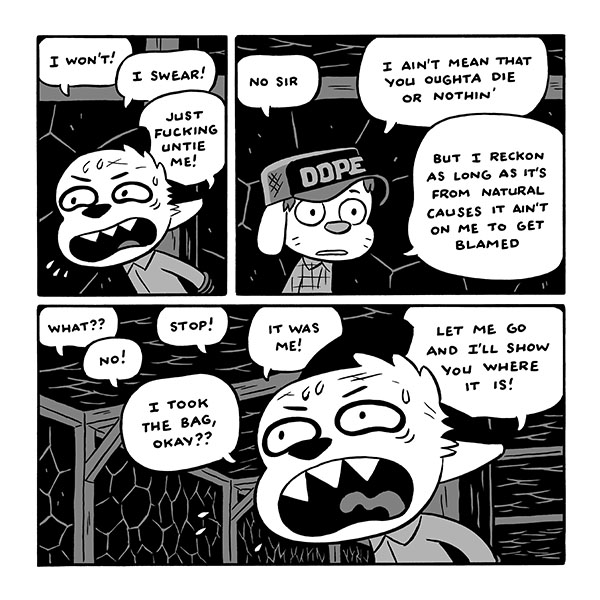 I WON'T!
I SWEAR!
JUST
FUCKING
UNTIE
ME!
NO SIR
I AIN'T MEAN THAT
YOU OUGHTA DIE
OR NOTHIN'
DOPE
BUT I RECKON
AS LONG AS IT'S
FROM NATURAL
CAUSES IT AIN'T
ON ME TO GET
BLAMED
WHAT??
NO!
STOP!
IT WAS
ME!
I TOOK
THE BAG,
OKAY??
LET ME GO
AND I'LL SHOW
YOU WHERE
IT IS!